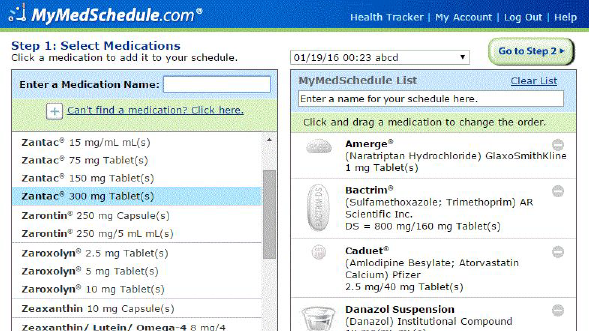 MyMedSchedule.com®
Health Tracker | My Account | Log Out | Help
Step 1: Select Medications
Click a medication to add it to your schedule.
01/19/16 00:23 abcd
Go to Step 2
Enter a Medication Name:
Can't find a medication? Click here.
Zantac® 15 mg/mL mL(s)
Zantac® 75 mg Tablet(s)
Zantac® 150 mg Tablet(s)
Zantac® 300 mg Tablet(s)
Zarontin® 250 mg Capsule(s)
Zarontin® 250 mg/5 mL mL(s)
Zaroxolyn® 2.5 mg Tablet(s)
Zaroxolyn® 5 mg Tablet(s)
Zaroxolyn® 10 mg Tablet(s)
Zeaxanthin 10 mg Capsule(s)
Zeaxanthin/ Lutein/ Omega-4 8 mg/4
MyMedSchedule List
Clear List
Enter a name for your schedule here.
Click and drag a medication to change the order.
Amerge®
(Naratriptan Hydrochloride) GlaxoSmithKline
1 mg Tablet(s)
Bactrim®
(Sulfamethoxazole; Trimethoprim) AR
Scientific Inc.
DS = 800 mg/160 mg Tablet(s)
Caduet®
(Amlodipine Besylate; Atorvastatin
Calcium) Pfizer
2.5 mg/40 mg Tablet(s)
Danazol Suspension
(Danazol) Institutional Compound